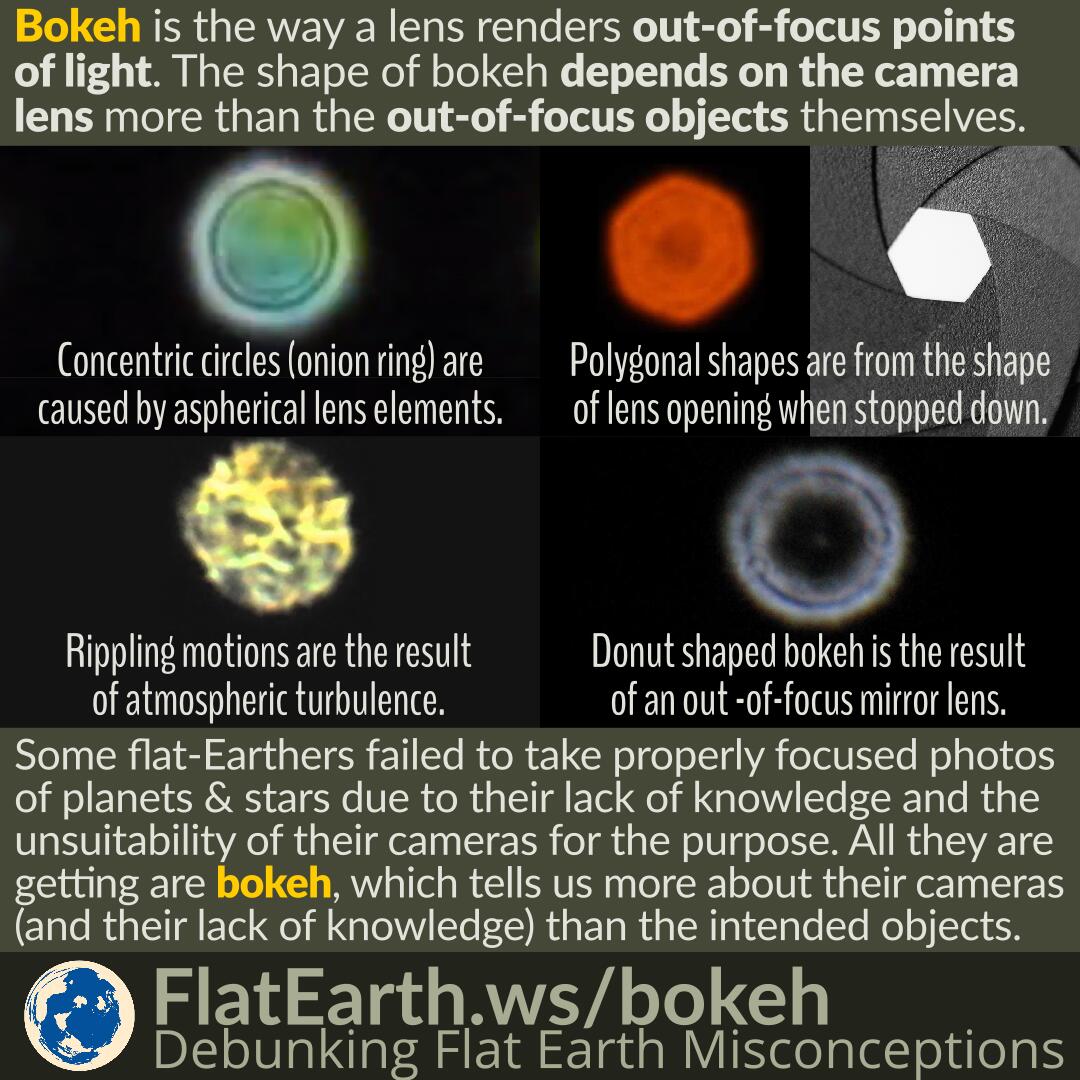 Bokeh is the way a lens renders out-of-focus points
of light. The shape of bokeh depends on the camera
lens more than the out-of-focus objects themselves.
Concentric circles (onion ring) are
caused by aspherical lens elements.
Polygonal shapes are from the shape
of lens opening when stopped down.
Rippling motions are the result
of atmospheric turbulence.
Donut shaped bokeh is the result
of an out -of-focus mirror lens.
Some flat-Earthers failed to take properly focused photos
of planets & stars due to their lack of knowledge and the
unsuitability of their cameras for the purpose. All they are
getting are bokeh, which tells us more about their cameras
(and their lack of knowledge) than the intended objects.
FlatEarth.ws/bokeh
Debunking Flat Earth Misconceptions